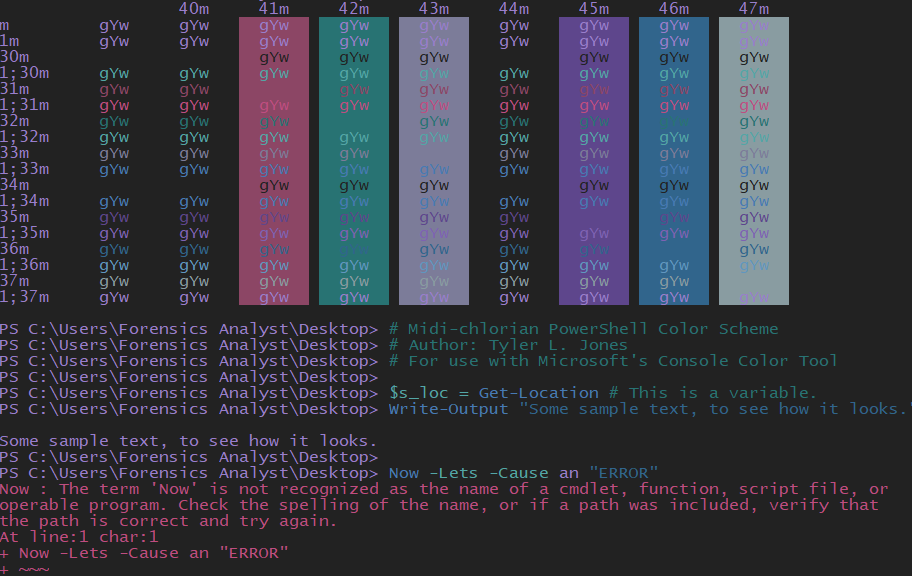 40m 41m 42m 43m 44m 45m 46m 47m
m gYw gYw gYw gYw gYw gYw gYw gYw gYw
1m gYw gYw gYw gYw gYw gYw gYw gYw gYw
30m gYw gYw gYw gYw gYw gYw
1;30m gYw gYw gYw gYw gYw gYw gYw gYw gYw
31m gYw gYw gYw gYw gYw gYw gYw gYw
1;31m gYw gYw gYw gYw gYw gYw gYw gYw gYw
32m gYw gYw gYw gYw gYw gYw gYw
1;32m gYw gYw gYw gYw gYw gYw gYw gYw gYw
33m gYw gYw gYw gYw gYw gYw gYw gYw
1;33m gYw gYw gYw gYw gYw gYw gYw gYw gYw
34m gYw gYw gYw gYw gYw gYw
1;34m gYw gYw gYw gYw gYw gYw gYw gYw gYw
35m gYw gYw gYw gYw gYw gYw gYw gYw
1;35m gYw gYw gYw gYw gYw gYw gYw gYw gYw
36m gYw gYw gYw gYw gYw gYw gYw
1;36m gYw gYw gYw gYw gYw gYw gYw gYw gYw
37m gYw gYw gYw gYw gYw gYw gYw gYw
1;37m gYw gYw gYw gYw gYw gYw gYw gYw gYw
PS C:\Users\Forensics Analyst\Desktop> # Midi-chlorian PowerShell Color Scheme
PS C:\Users\Forensics Analyst\Desktop> # Author: Tyler L. Jones
PS C:\Users\Forensics Analyst\Desktop> # For use with Microsoft's Console Color Tool
PS C:\Users\Forensics Analyst\Desktop>
PS C:\Users\Forensics Analyst\Desktop> $s_loc = Get-Location # This is a variable.
PS C:\Users\Forensics Analyst\Desktop> Write-Output "Some sample text, to see how it looks."
Some sample text, to see how it looks.
PS C:\Users\Forensics Analyst\Desktop>
PS C:\Users\Forensics Analyst\Desktop> Now -Lets -Cause an "ERROR"
Now : The term 'Now' is not recognized as the name of a cmdlet, function, script file, or
operable program. Check the spelling of the name, or if a path was included, verify that
the path is correct and try again.
At line:1 char:1
+ Now -Lets -Cause an "ERROR"
+ ~~~